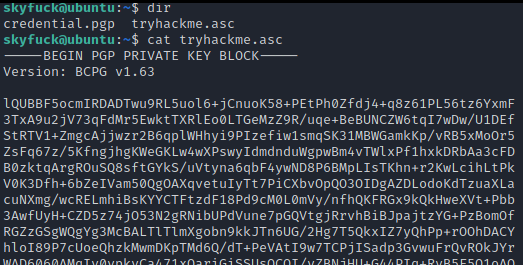 skyfuck@ubuntu:~$ dir
credential.pgp  tryhackme.asc
skyfuck@ubuntu:~$ cat tryhackme.asc
-----BEGIN PGP PRIVATE KEY BLOCK-----
Version: BCPG v1.63

lQUBBF5ocmIRDADTwu9RL5uol6+jCnuoK58+PEtPh0Zfdj4+q8z61PL56tz6YxmF
3TxA9u2jV73qFdMr5EwktTXRlEo0LTGeMzZ9R/uqe+BeBUNCZW6tqI7wDw/U1DEf
StRTV1+ZmgcAjjwzr2B6qplWHhyi9PIzefiw1smqSK31MBWGamkKp/vRB5xMoOr5
ZsFq67z/5KfngjhgKWeGKLw4wXPswyIdmdnduWgpwBm4vTWlxPf1hxkDRbAa3cFD
B0zktqArgROuSQ8sftGYkS/uVtyna6qbF4ywND8P6BMpLIsTKhn+r2KwLcihLtPk
V0K3Dfh+6bZeIVam50QgOAXqvetuIyTt7PiCXbvOpQO3OIDgAZDLodoKdTzuaXLa
cuNXmg/wcRELmhiBsKYYCTFtzdF18Pd9cM0L0mVy/nfhQKFRGx9kQkHweXVt+Pbb
3AwfUyH+CZD5z74jO53N2gRNibUPdVune7pGQVtgjRrvhBiBJpajtzYG+PzBomOf
RGZzGSgWQgYg3McBALTlTlmXgobn9kkJTn6UG/2Hg7T5QkxIZ7yQhPp+rOOhDACY
hloI89P7cUoeQhzkMwmDKpTMd6Q/dT+PeVAtI9w7TCPjISadp3GvwuFrQvROkJYr